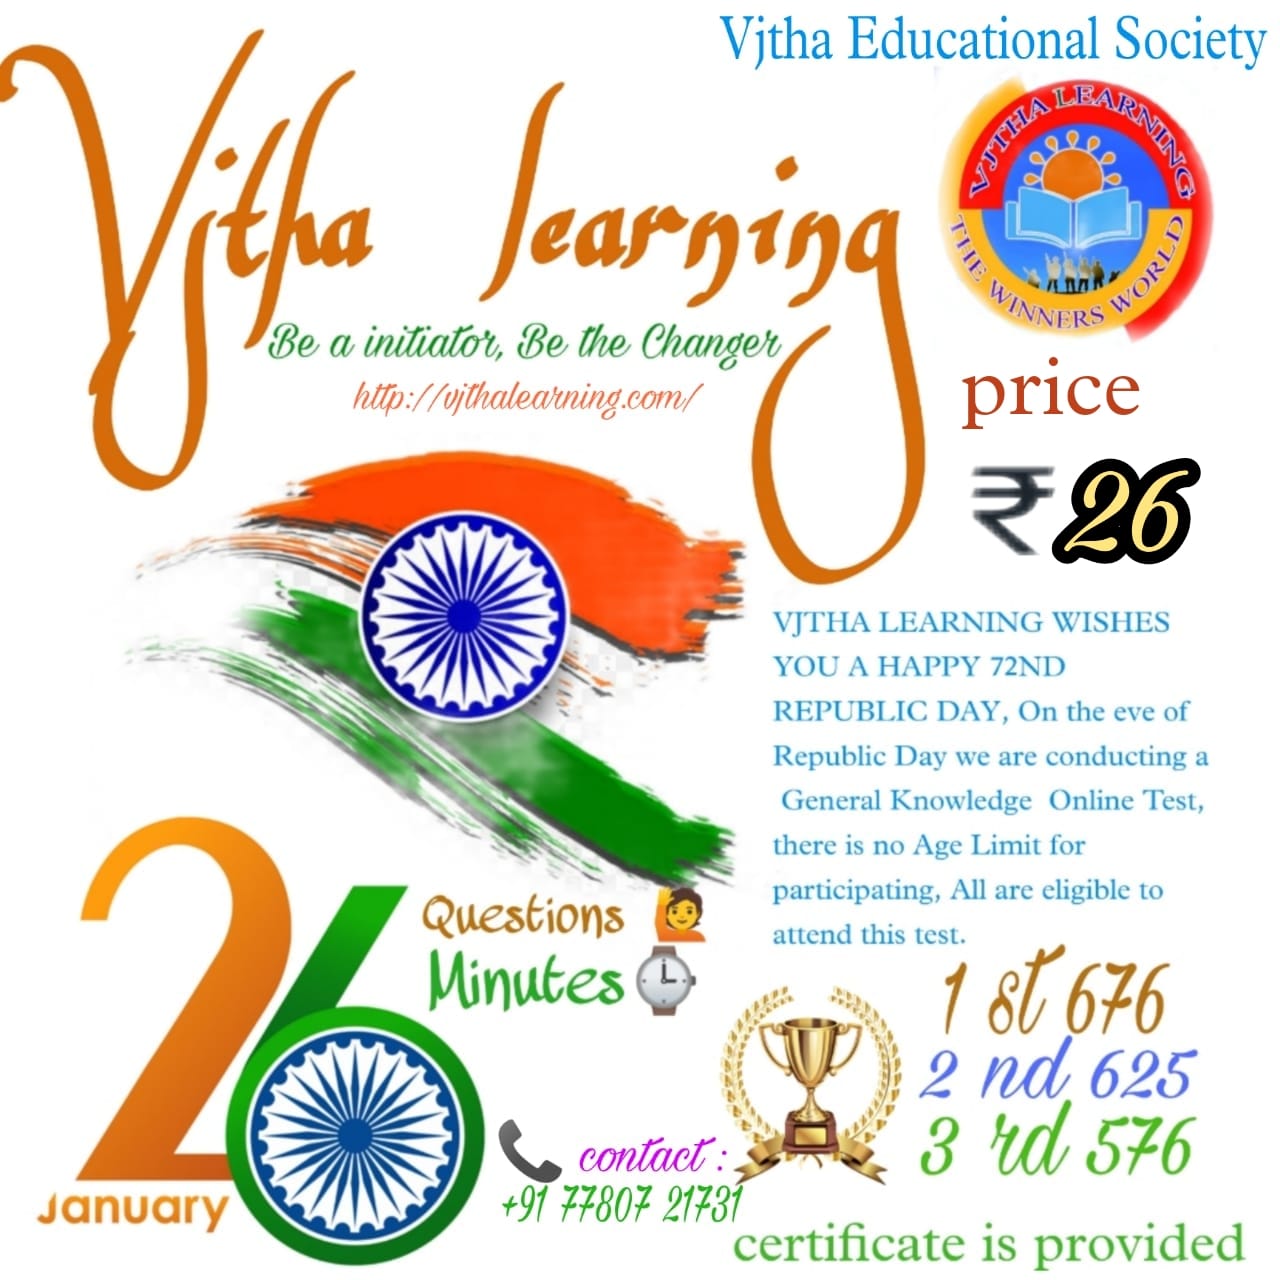 Vjtha Educational Society
Vjtha learning
VJTHA LEARNING
THE WINNERS WORLD
Be a initiator, Be the Changer
http://vjthalearning.com/
price
₹ 26
VJTHA LEARNING WISHES
YOU A HAPPY 72ND
REPUBLIC DAY, On the eve of
Republic Day we are conducting a
General Knowledge Online Test,
there is no Age Limit for
participating, All are eligible to
attend this test.
26
January
Questions
Minutes
1 st 676
2 nd 625
3 rd 576
contact :
+91 77807 21731
certificate is provided